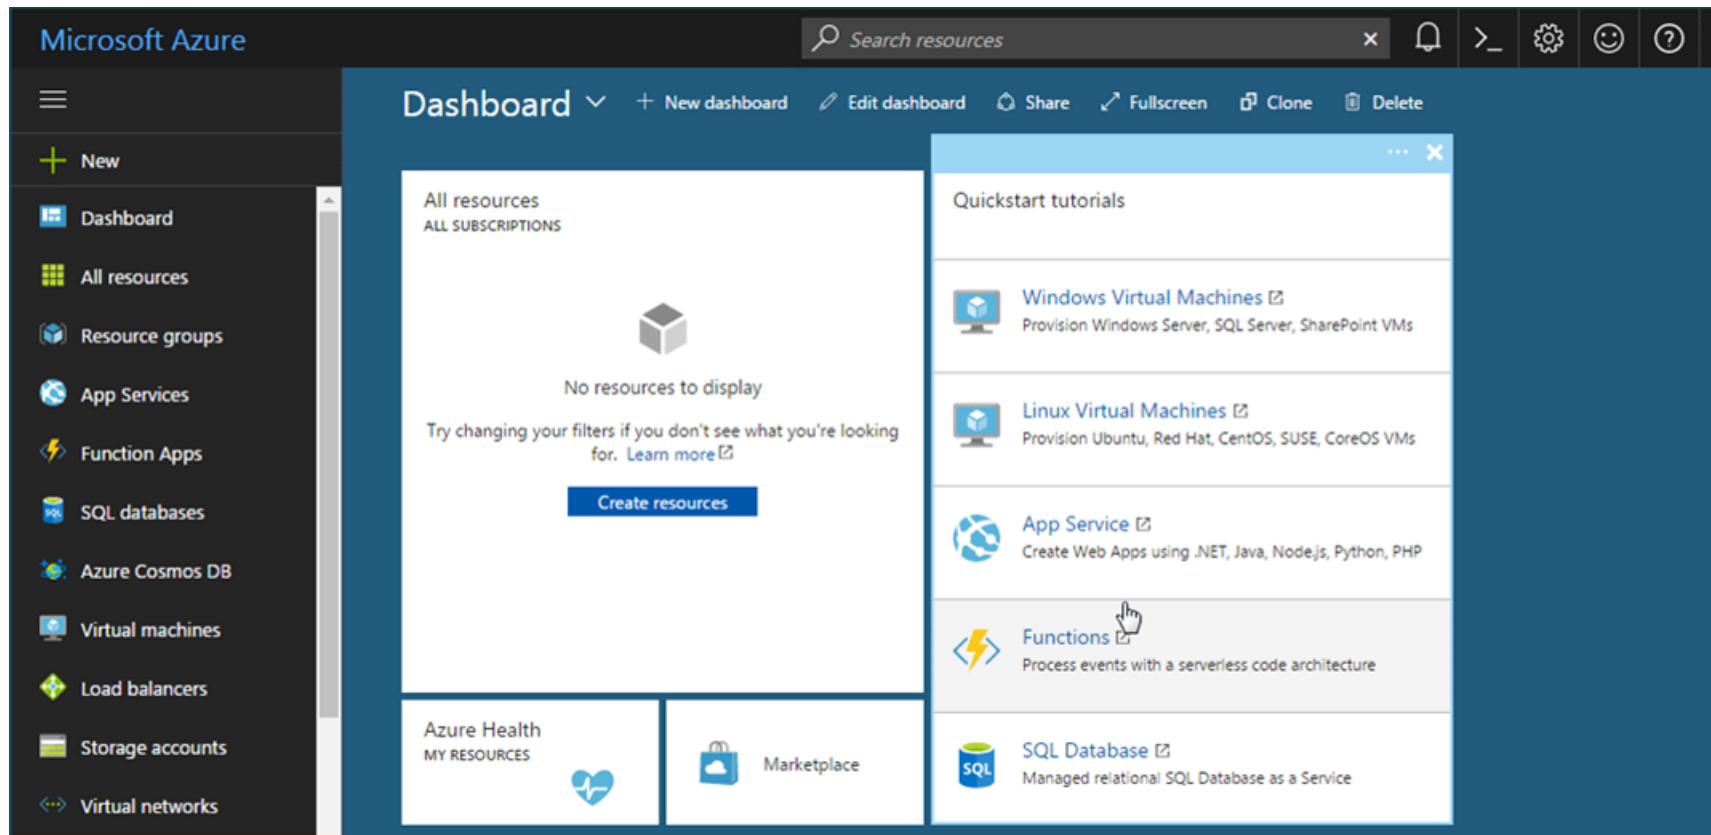 Microsoft Azure
Search resources
Dashboard
New dashboard
Edit dashboard
Share
Fullscreen
Clone
Delete
New
Dashboard
All resources
Resource groups
App Services
Function Apps
SQL databases
Azure Cosmos DB
Virtual machines
Load balancers
Storage accounts
Virtual networks
All resources
ALL SUBSCRIPTIONS
No resources to display
Try changing your filters if you don't see what you're looking
for. Learn more
Create resources
Azure Health
MY RESOURCES
Marketplace
Quickstart tutorials
Windows Virtual Machines
Provision Windows Server, SQL Server, SharePoint VMs
Linux Virtual Machines
Provision Ubuntu, Red Hat, CentOS, SUSE, CoreOS VMs
App Service
Create Web Apps using .NET, Java, Node.js, Python, PHP
Functions
Process events with a serverless code architecture
SQL
SQL Database
Managed relational SQL Database as a Service